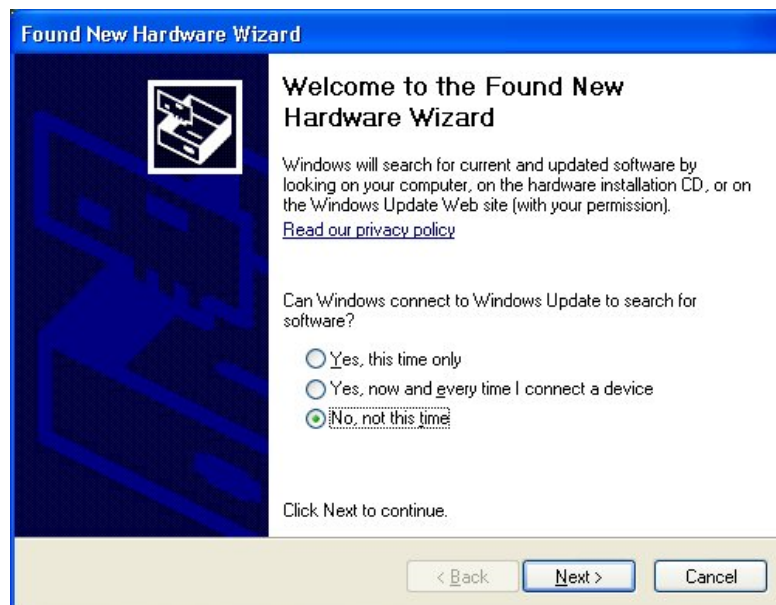 Found New Hardware Wizard
Welcome to the Found New
Hardware Wizard
Windows will search for current and updated software by
looking on your computer, on the hardware installation CD, or on
the Windows Update Web site (with your permission).
Read our privacy policy
Can Windows connect to Windows Update to search for
software?
Yes, this time only
Yes, now and every time I connect a device
No, not this time
Click Next to continue.
< Back Next > Cancel